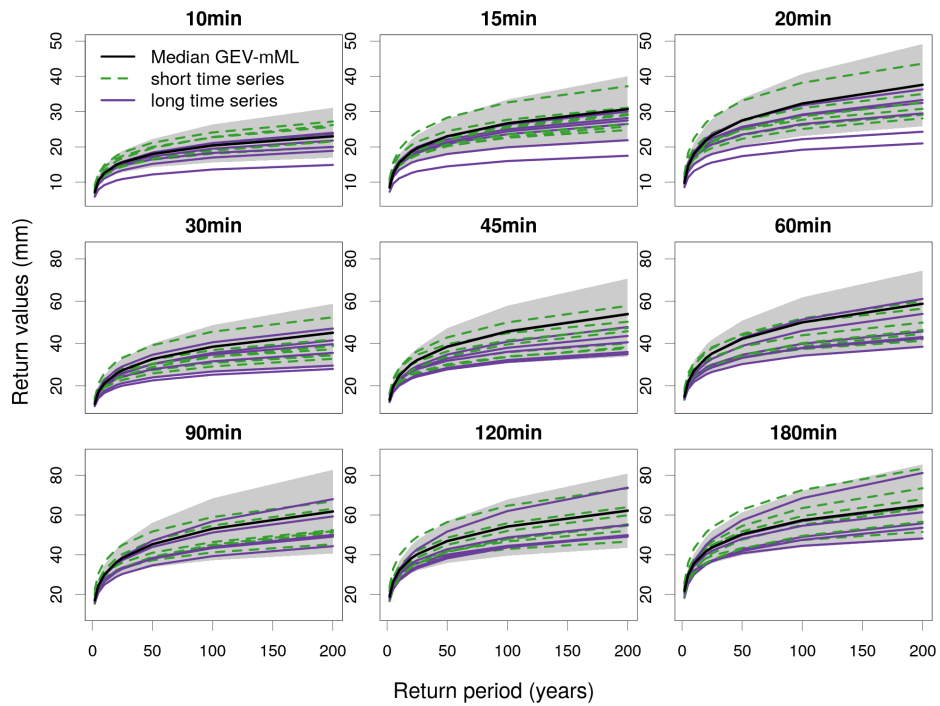 10min 15min 20min
Median GEV-mML
short time series
long time series
10 20 30 40 50
10 20 30 40 50
10 20 30 40 50
30min 45min 60min
20 40 60 80
20 40 60 80
20 40 60 80
Return values (mm)
90min 120min 180min
20 40 60 80
20 40 60 80
20 40 60 80
0 50 100 150 200
0 50 100 150 200
0 50 100 150 200
Return period (years)